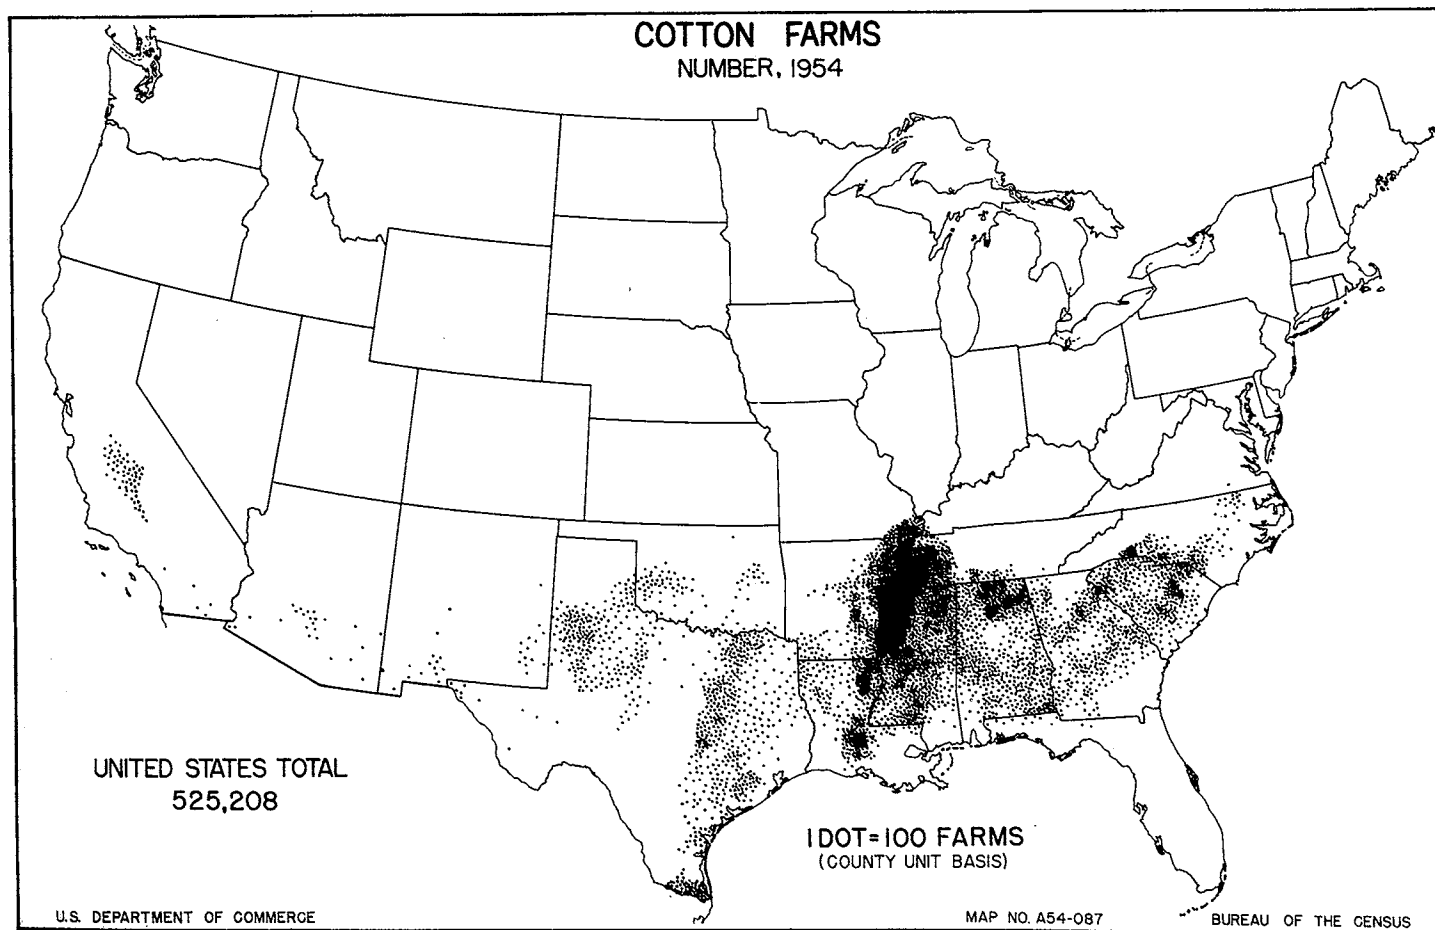 COTTON FARMS
NUMBER, 1954
UNITED STATES TOTAL
525,208
1 DOT=100 FARMS
(COUNTY UNIT BASIS)
U.S. DEPARTMENT OF COMMERCE
MAP NO. A54-087
BUREAU OF THE CENSUS